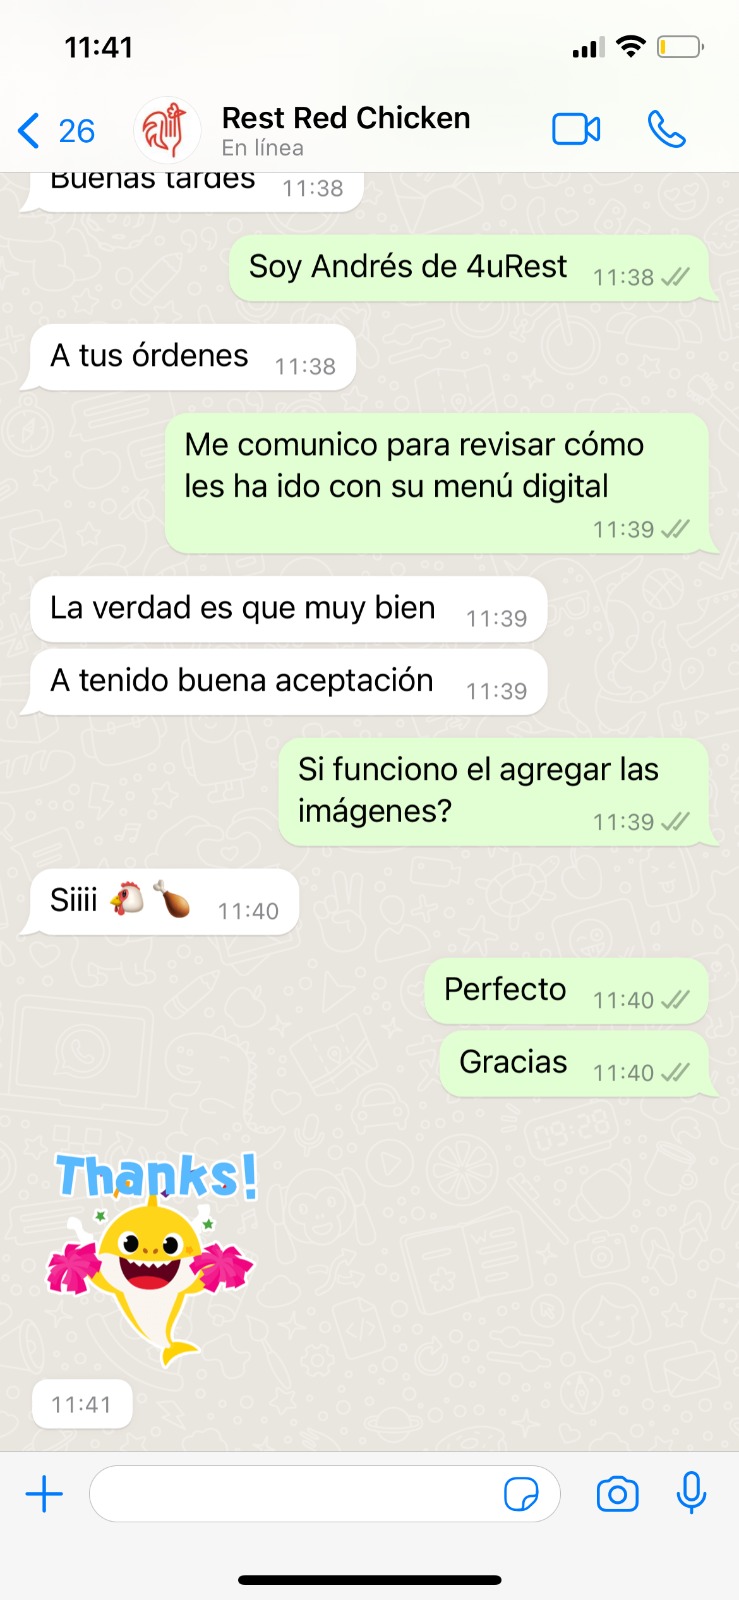 11:41
26
Rest Red Chicken
En línea
Buenas tardes 11:38
Soy Andrés de 4uRest 11:38
A tus órdenes 11:38
Me comunico para revisar cómo
les ha ido con su menú digital
11:39
La verdad es que muy bien 11:39
A tenido buena aceptación 11:39
Si funciono el agregar las
imágenes? 11:39
Siiii 🐔🍗 11:40
Perfecto 11:40
Gracias 11:40
Thanks!
11:41